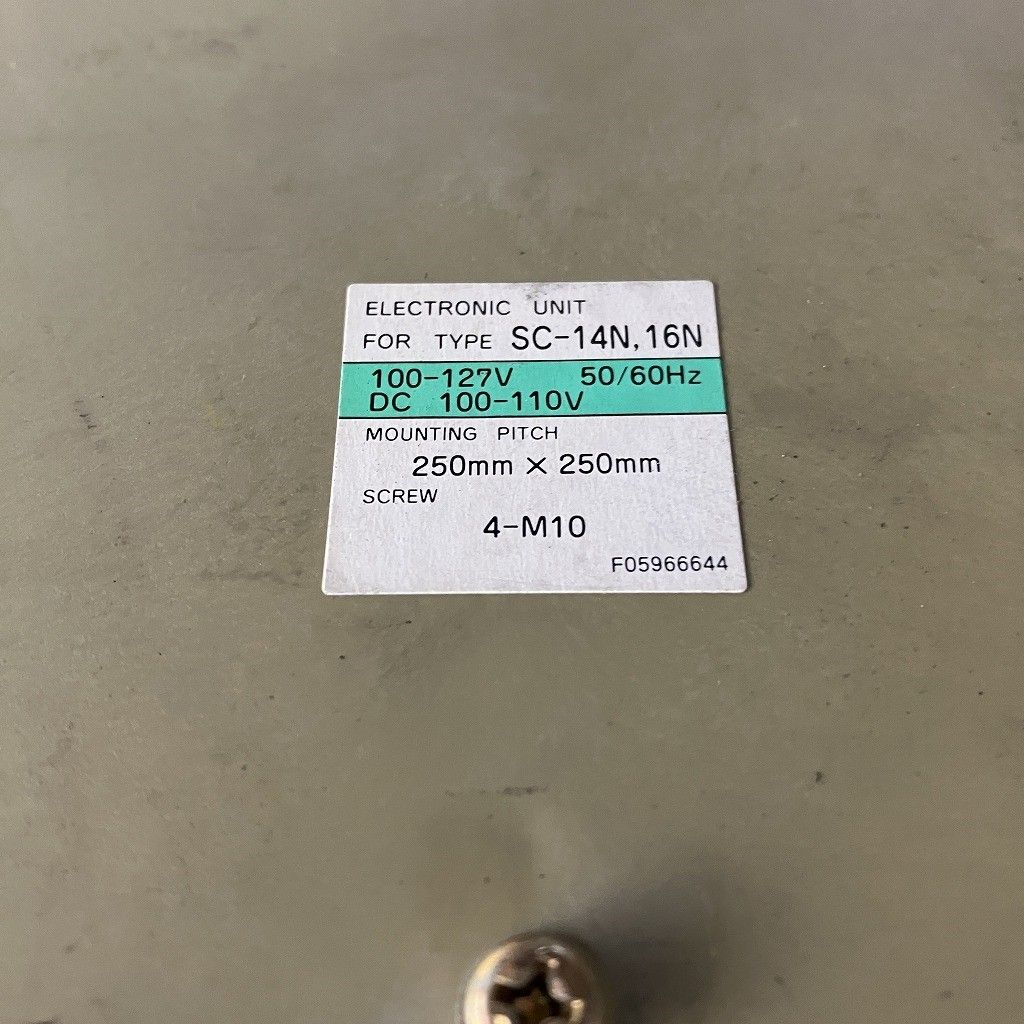 ELECTRONIC UNIT
FOR TYPE SC-14N,16N
100-127V 50/60Hz
DC 100-110V
MOUNTING PITCH
250mm × 250mm
SCREW
4-M10
F05966644